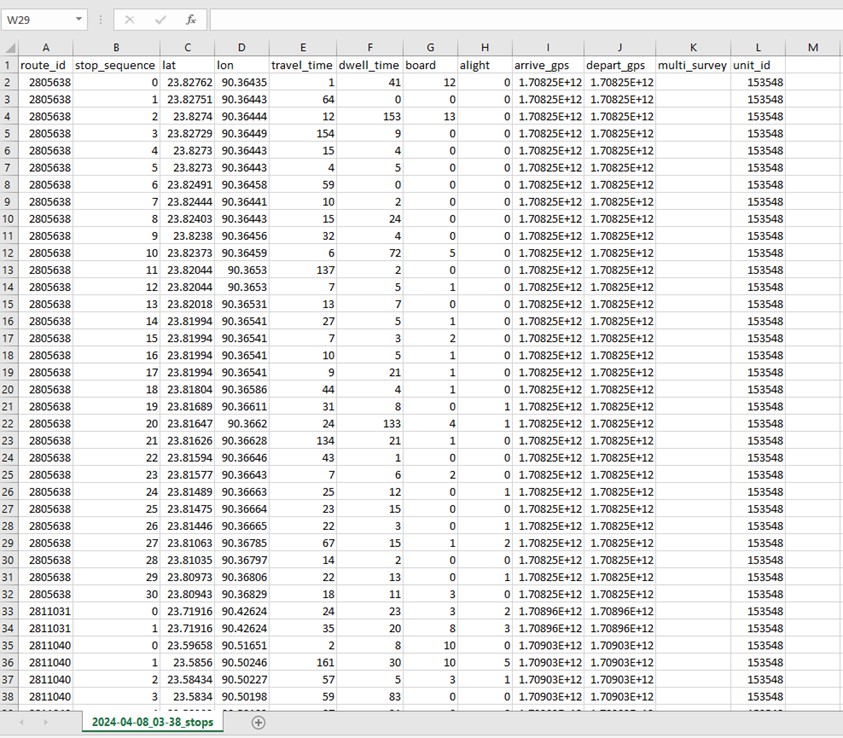 W29 fx
A B C D E F G H I J K L M
1 route_id stop_sequence lat lon travel_time dwell_time board alight arrive_gps depart_gps multi_survey unit_id
2 2805638 0 23.82762 90.36435 1 41 12 0 1.70825E+12 1.70825E+12 153548
3 2805638 1 23.82751 90.36443 64 0 0 0 1.70825E+12 1.70825E+12 153548
4 2805638 2 23.8274 90.36444 12 153 13 0 1.70825E+12 1.70825E+12 153548
5 2805638 3 23.82729 90.36449 154 9 0 0 1.70825E+12 1.70825E+12 153548
6 2805638 4 23.8273 90.36443 15 4 0 0 1.70825E+12 1.70825E+12 153548
7 2805638 5 23.8273 90.36443 4 5 0 0 1.70825E+12 1.70825E+12 153548
8 2805638 6 23.82491 90.36458 59 0 0 0 1.70825E+12 1.70825E+12 153548
9 2805638 7 23.82444 90.36441 10 2 0 0 1.70825E+12 1.70825E+12 153548
10 2805638 8 23.82403 90.36443 15 24 0 0 1.70825E+12 1.70825E+12 153548
11 2805638 9 23.8238 90.36456 32 4 0 0 1.70825E+12 1.70825E+12 153548
12 2805638 10 23.82373 90.36459 6 72 5 0 1.70825E+12 1.70825E+12 153548
13 2805638 11 23.82044 90.3653 137 2 0 0 1.70825E+12 1.70825E+12 153548
14 2805638 12 23.82044 90.3653 7 5 1 0 1.70825E+12 1.70825E+12 153548
15 2805638 13 23.82018 90.36531 13 7 0 0 1.70825E+12 1.70825E+12 153548
16 2805638 14 23.81994 90.36541 27 5 1 0 1.70825E+12 1.70825E+12 153548
17 2805638 15 23.81994 90.36541 7 3 2 0 1.70825E+12 1.70825E+12 153548
18 2805638 16 23.81994 90.36541 10 5 1 0 1.70825E+12 1.70825E+12 153548
19 2805638 17 23.81994 90.36541 9 21 1 0 1.70825E+12 1.70825E+12 153548
20 2805638 18 23.81804 90.36586 44 4 1 0 1.70825E+12 1.70825E+12 153548
21 2805638 19 23.81689 90.36611 31 8 0 1 1.70825E+12 1.70825E+12 153548
22 2805638 20 23.81647 90.3662 24 133 4 1 1.70825E+12 1.70825E+12 153548
23 2805638 21 23.81626 90.36628 134 21 1 0 1.70825E+12 1.70825E+12 153548
24 2805638 22 23.81594 90.36646 43 1 0 0 1.70825E+12 1.70825E+12 153548
25 2805638 23 23.81577 90.36643 7 6 2 0 1.70825E+12 1.70825E+12 153548
26 2805638 24 23.81489 90.36663 25 12 0 1 1.70825E+12 1.70825E+12 153548
27 2805638 25 23.81475 90.36664 23 15 0 0 1.70825E+12 1.70825E+12 153548
28 2805638 26 23.81446 90.36665 22 3 0 1 1.70825E+12 1.70825E+12 153548
29 2805638 27 23.81063 90.36785 67 15 1 2 1.70825E+12 1.70825E+12 153548
30 2805638 28 23.81035 90.36797 14 2 0 0 1.70825E+12 1.70825E+12 153548
31 2805638 29 23.80973 90.36806 22 13 0 1 1.70825E+12 1.70825E+12 153548
32 2805638 30 23.80943 90.36829 18 11 3 0 1.70825E+12 1.70825E+12 153548
33 2811031 0 23.71916 90.42624 24 23 3 2 1.70896E+12 1.70896E+12 153548
34 2811031 1 23.71916 90.42624 35 20 8 3 1.70896E+12 1.70896E+12 153548
35 2811040 0 23.59658 90.51651 2 8 10 0 1.70903E+12 1.70903E+12 153548
36 2811040 1 23.5856 90.50246 161 30 10 5 1.70903E+12 1.70903E+12 153548
37 2811040 2 23.58434 90.50227 57 5 3 1 1.70903E+12 1.70903E+12 153548
38 2811040 3 23.5834 90.50198 59 83 0 0 1.70903E+12 1.70903E+12 153548
2024-04-08_03-38_stops